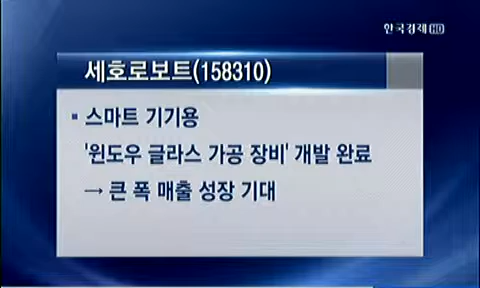 한국경제HD
세호로보트(158310)
▪ 스마트 기기용
'윈도우 글라스 가공 장비' 개발 완료
→ 큰 폭 매출 성장 기대